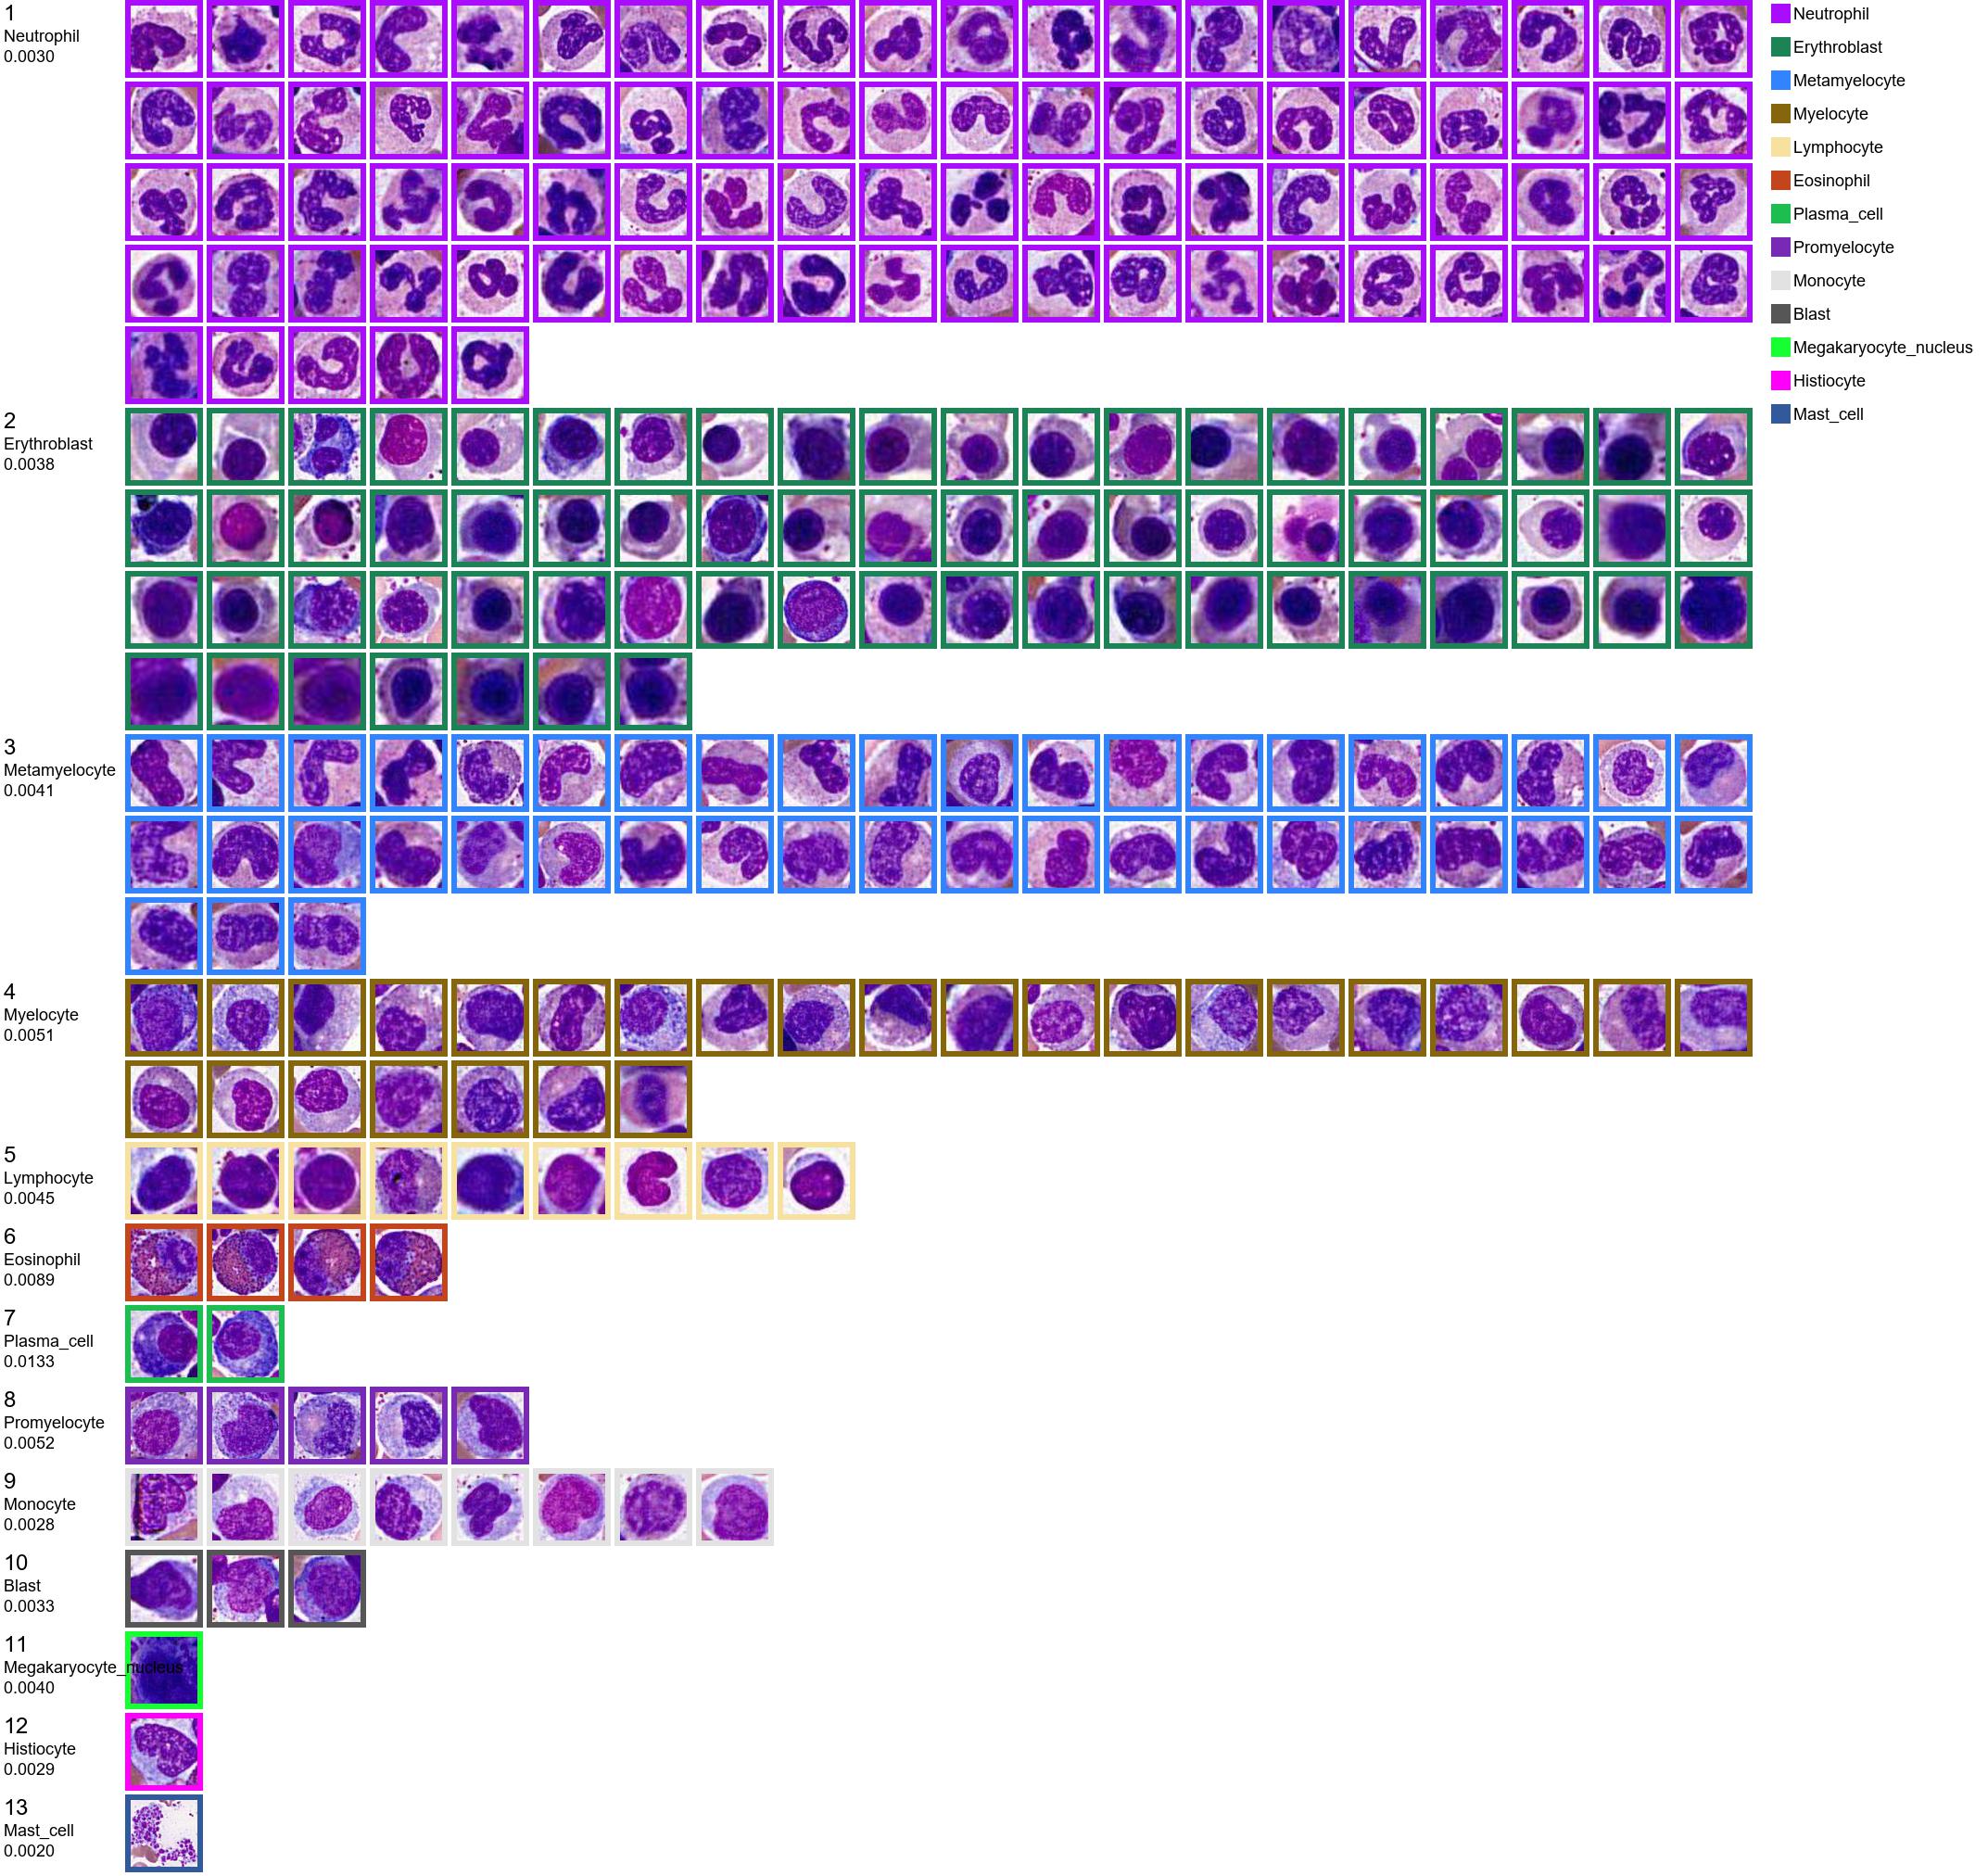 1
Neutrophil
0.0030
2
Erythroblast
0.0038
3
Metamyelocyte
0.0041
4
Myelocyte
0.0051
5
Lymphocyte
0.0045
6
Eosinophil
0.0089
7
Plasma_cell
0.0133
8
Promyelocyte
0.0052
9
Monocyte
0.0028
10
Blast
0.0033
11
Megakaryocyte_nucleus
0.0040
12
Histiocyte
0.0029
13
Mast_cell
0.0020
Neutrophil
Erythroblast
Metamyelocyte
Myelocyte
Lymphocyte
Eosinophil
Plasma_cell
Promyelocyte
Monocyte
Blast
Megakaryocyte_nucleus
Histiocyte
Mast_cell